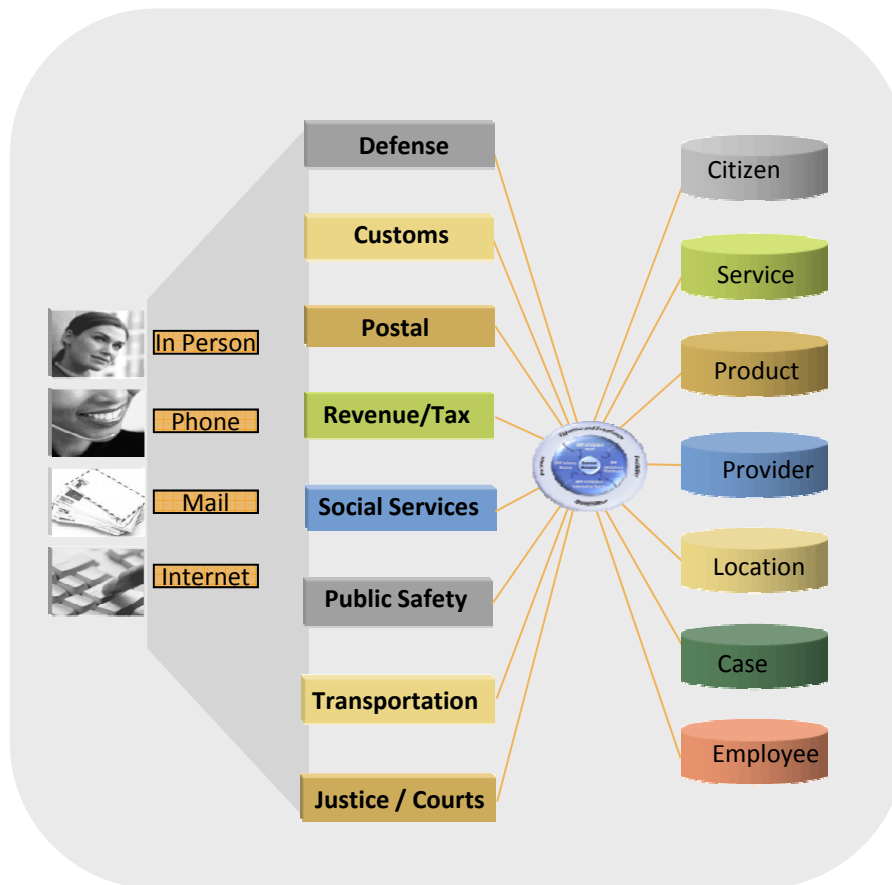 In Person
Phone
Mail
Internet
Defense
Customs
Postal
Revenue/Tax
Social Services
Public Safety
Transportation
Justice / Courts
Citizen
Service
Product
Provider
Location
Case
Employee